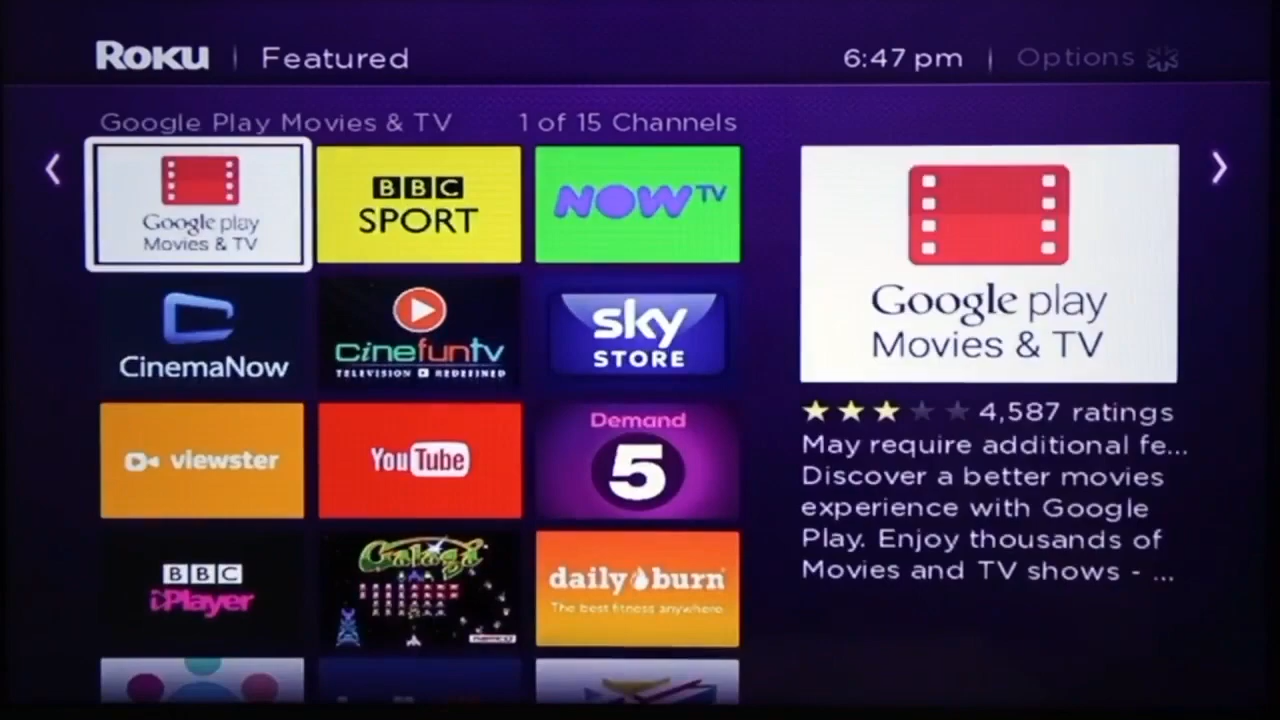 Roku | Featured
6:47 pm | Options
Google Play Movies & TV
1 of 15 Channels
Google play
Movies & TV
BBC
SPORT
NOW TV
CinemaNow
cinefuntv
TELEVISION REDEFINED
sky
STORE
viewster
YouTube
Demand
5
BBC
iPlayer
Galaga
namco
daily burn
The best fitness anywhere
Google play
Movies & TV
4,587 ratings
May require additional fe...
Discover a better movies
experience with Google
Play. Enjoy thousands of
Movies and TV shows - ...